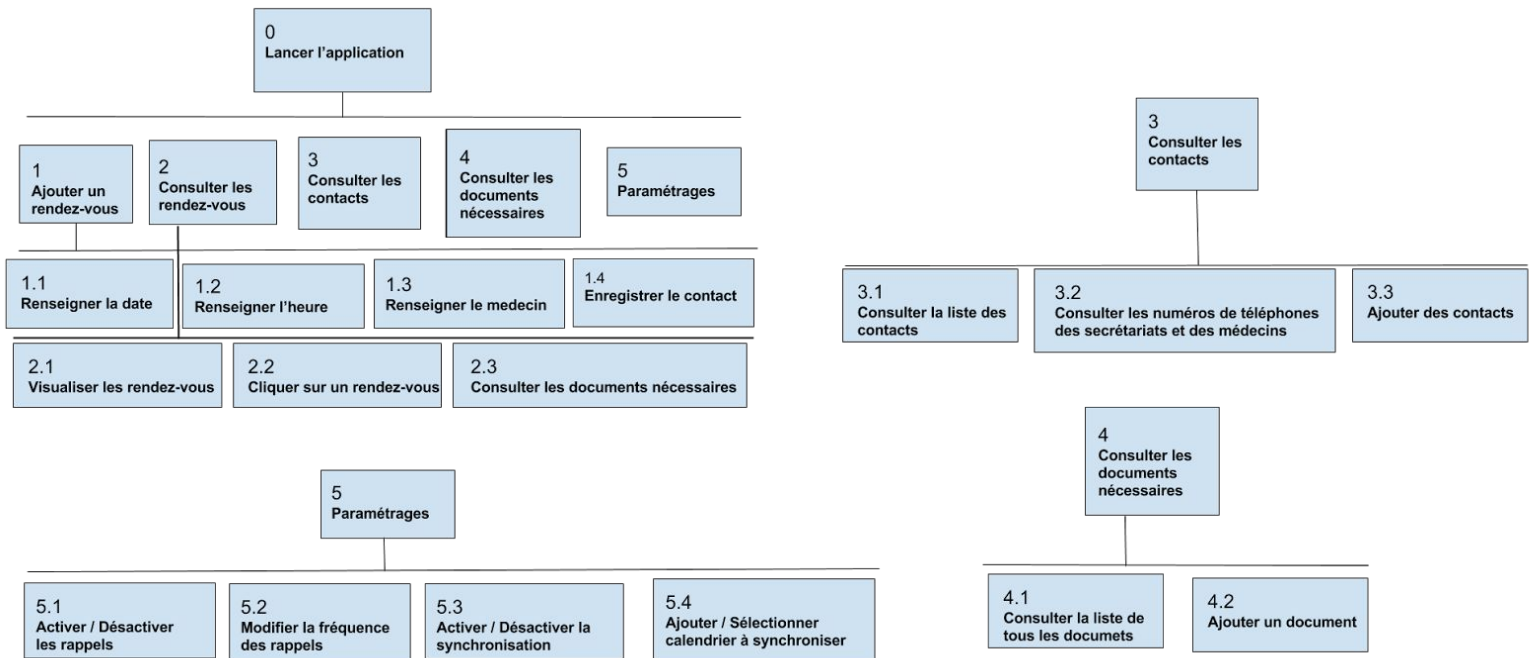 0
Lancer l'application
1
Ajouter un
rendez-vous
2
Consulter les
rendez-vous
3
Consulter les
contacts
4
Consulter les
documents
nécessaires
5
Paramétrages
1.1
Renseigner la date
1.2
Renseigner l'heure
1.3
Renseigner le medecin
1.4
Enregistrer le contact
2.1
Visualiser les rendez-vous
2.2
Cliquer sur un rendez-vous
2.3
Consulter les documents nécessaires
3
Consulter les
contacts
3.1
Consulter la liste des
contacts
3.2
Consulter les numéros de téléphones
des secrétariats et des médecins
3.3
Ajouter des contacts
4
Consulter les
documents
nécessaires
4.1
Consulter la liste de
tous les documets
4.2
Ajouter un document
5
Paramétrages
5.1
Activer / Désactiver
les rappels
5.2
Modifier la fréquence
des rappels
5.3
Activer / Désactiver la
synchronisation
5.4
Ajouter / Sélectionner
calendrier à synchroniser